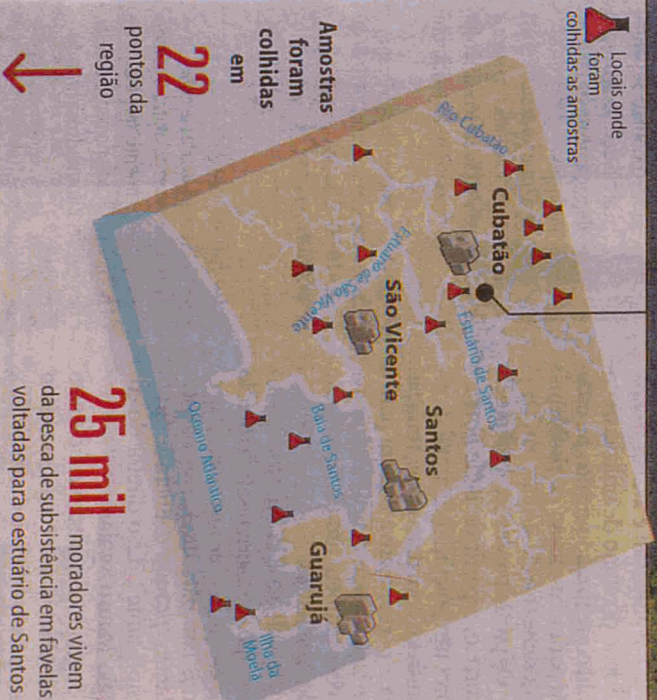 Locais onde
foram
colhidas as amostras
Amostras
foram
colhidas
em
22
pontos da
região
Rio Cubatão
Cubatão
Estuário de São Vicente
São Vicente
Estuário de Santos
Santos
Baía de Santos
Oceano Atlântico
Guarujá
Ilha da
Moela
25 mil moradores vivem
da pesca de subsistência em favelas
voltadas para o estuário de Santos